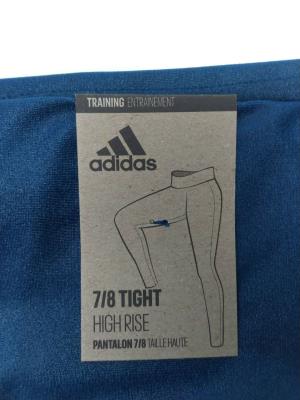 TRAINING ENTRAINEMENT
adidas
7/8 TIGHT
HIGH RISE
PANTALON 7/8 TAILLE HAUTE